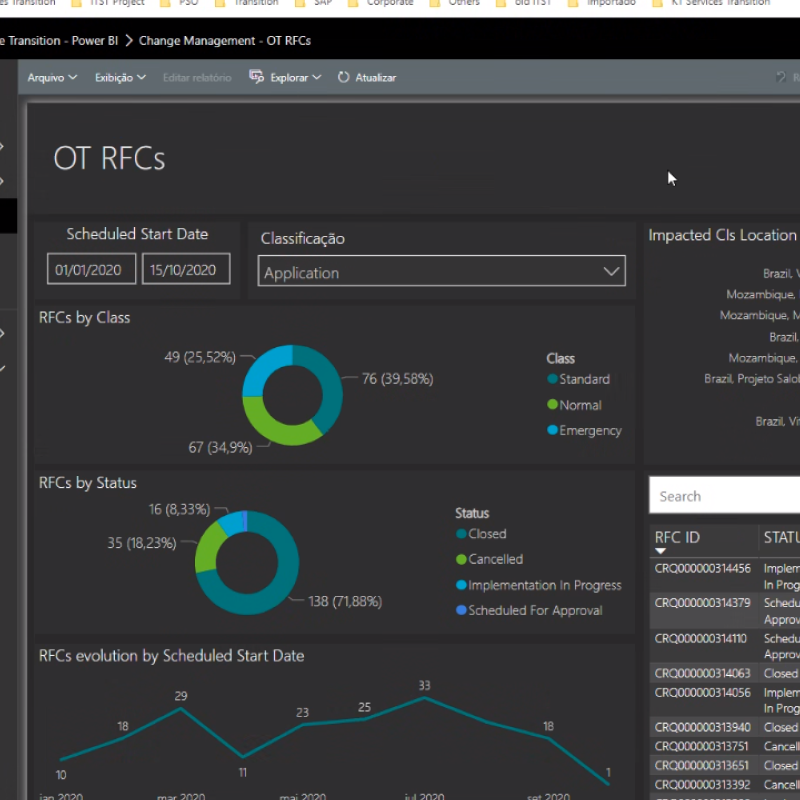 es Transition
ITST Project
PSO
Transition
SAP
Corporate
Others
old ITST
Importado
KT Services Transition
e Transition - Power BI > Change Management - OT RFCs
Arquivo
Exibição
Editar relatório
Explorar
Atualizar
OT RFCs
Scheduled Start Date
01/01/2020
15/10/2020
Classificação
Application
Impacted CIs Location
Brazil, V
Mozambique,
Mozambique, M
Brazil,
Mozambique,
Brazil, Projeto Salob
Brazil, Vi
RFCs by Class
49 (25,52%)
76 (39,58%)
67 (34,9%)
Class
Standard
Normal
Emergency
RFCs by Status
16 (8,33%)
35 (18,23%)
138 (71,88%)
Status
Closed
Cancelled
Implementation In Progress
Scheduled For Approval
Search
RFC ID STATU
CRQ000000314456 Implem
In Prog
CRQ000000314379 Schedu
Approv
CRQ000000314110 Schedu
Approv
CRQ000000314063 Closed
CRQ000000314056 Implem
In Prog
CRQ000000313940 Closed
CRQ000000313751 Cancell
CRQ000000313651 Closed
CRQ000000313392 Cancell
RFCs evolution by Scheduled Start Date
10
18
29
11
23
25
33
18
1
jan 2020
mar 2020
mai 2020
jul 2020
set 2020